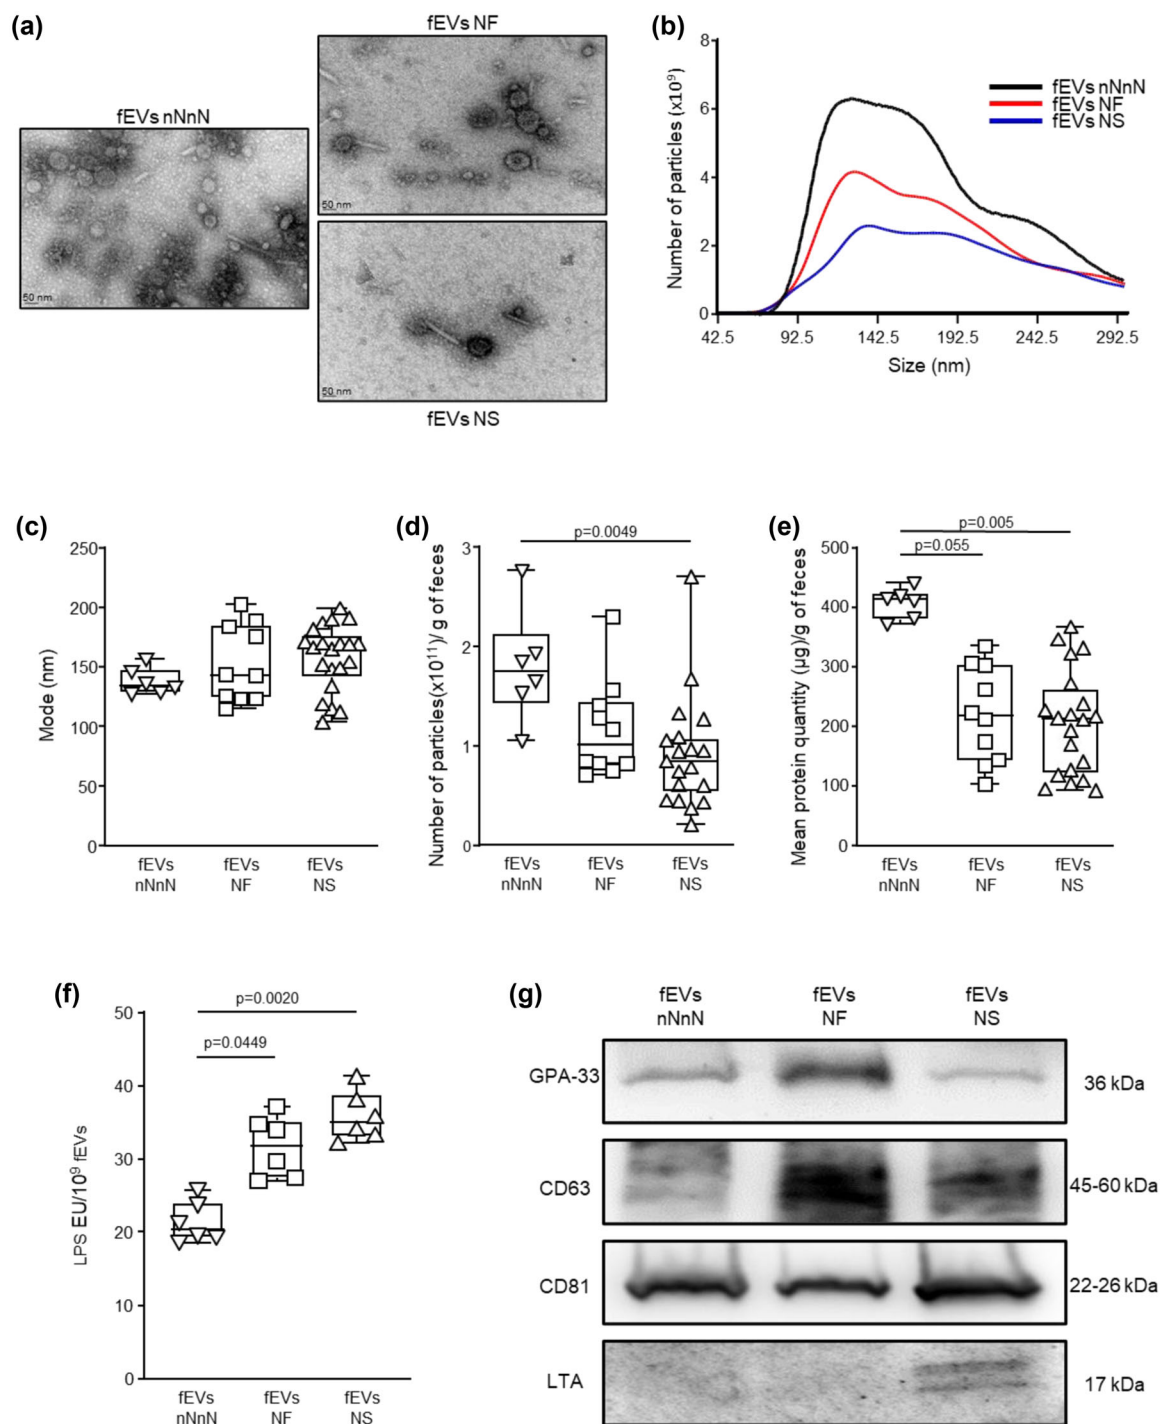 (a)
fEVs NF
fEVs nNnN
50 nm
50 nm
50 nm
fEVs NS
(b)
8
6
4
2
0
Number of particles (x10⁹)
42.5 92.5 142.5 192.5 242.5 292.5
Size (nm)
fEVs nNnN
fEVs NF
fEVs NS
(c)
250
200
150
100
50
0
Mode (nm)
fEVs fEVs fEVs
nNnN NF NS
(d)
p=0.0049
3
2
1
0
Number of particles(x10¹¹)/ g of feces
fEVs fEVs fEVs
nNnN NF NS
(e)
p=0.005
p=0.055
500
400
300
200
100
0
Mean protein quantity (µg)/g of feces
fEVs fEVs fEVs
nNnN NF NS
(f)
p=0.0020
p=0.0449
50
40
30
20
10
0
LPS EU/10⁹ fEVs
fEVs fEVs fEVs
nNnN NF NS
(g)
fEVs fEVs fEVs
nNnN NF NS
GPA-33 36 kDa
CD63 45-60 kDa
CD81 22-26 kDa
LTA 17 kDa